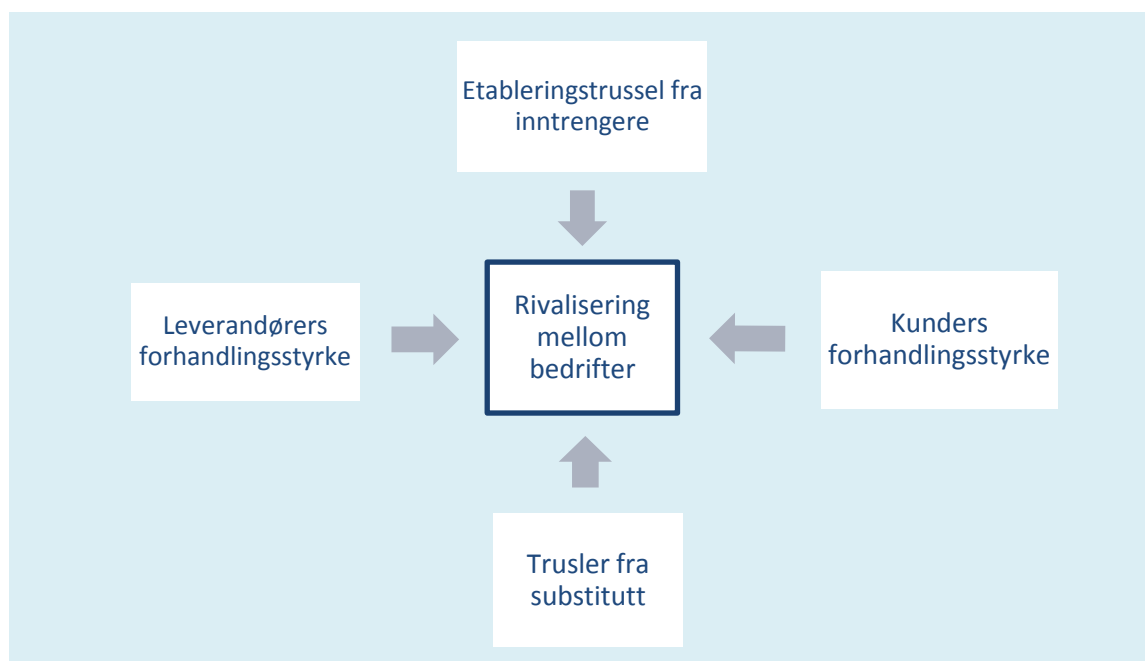 Etableringstrussel fra
inntrengere
Leverandørers
forhandlingsstyrke
Rivalisering
mellom
bedrifter
Kunders
forhandlingsstyrke
Trusler fra
substitutt